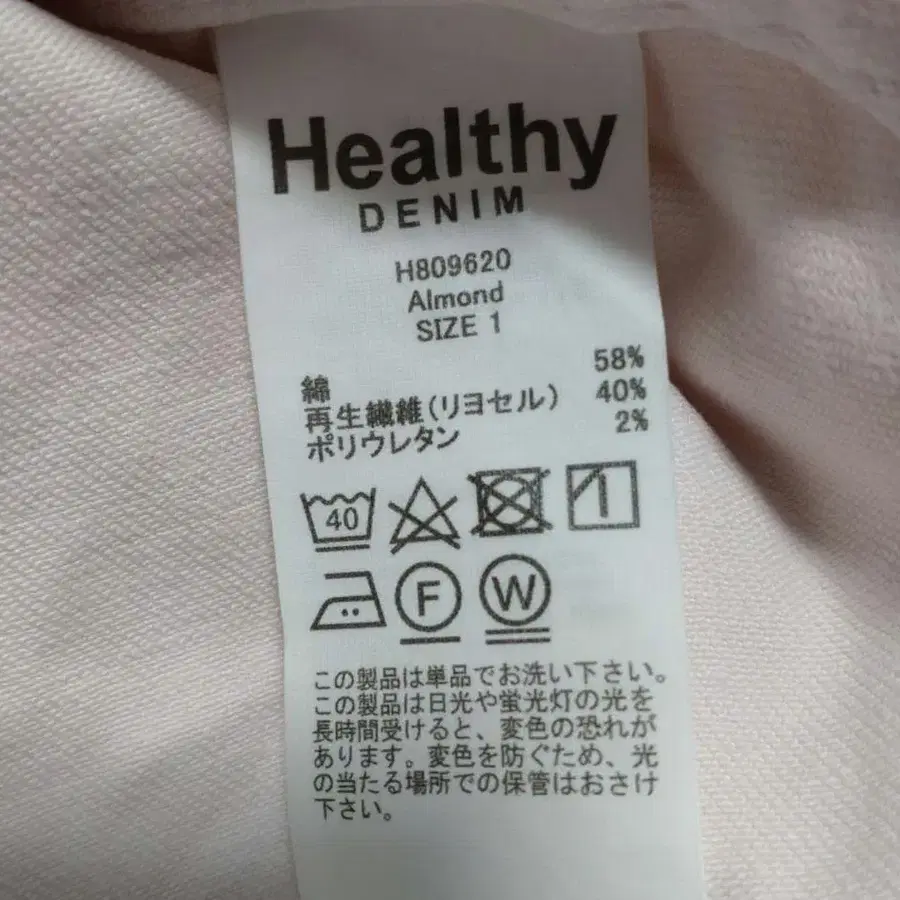 Healthy
DENIM
H809620
Almond
SIZE 1
綿 58%
再生繊維(リヨセル) 40%
ポリウレタン 2%
40
F W
この製品は単品でお洗い下さい。
この製品は日光や蛍光灯の光を
長時間受けると、変色の恐れが
あります。変色を防ぐため、光
の当たる場所での保管はおさけ
下さい。